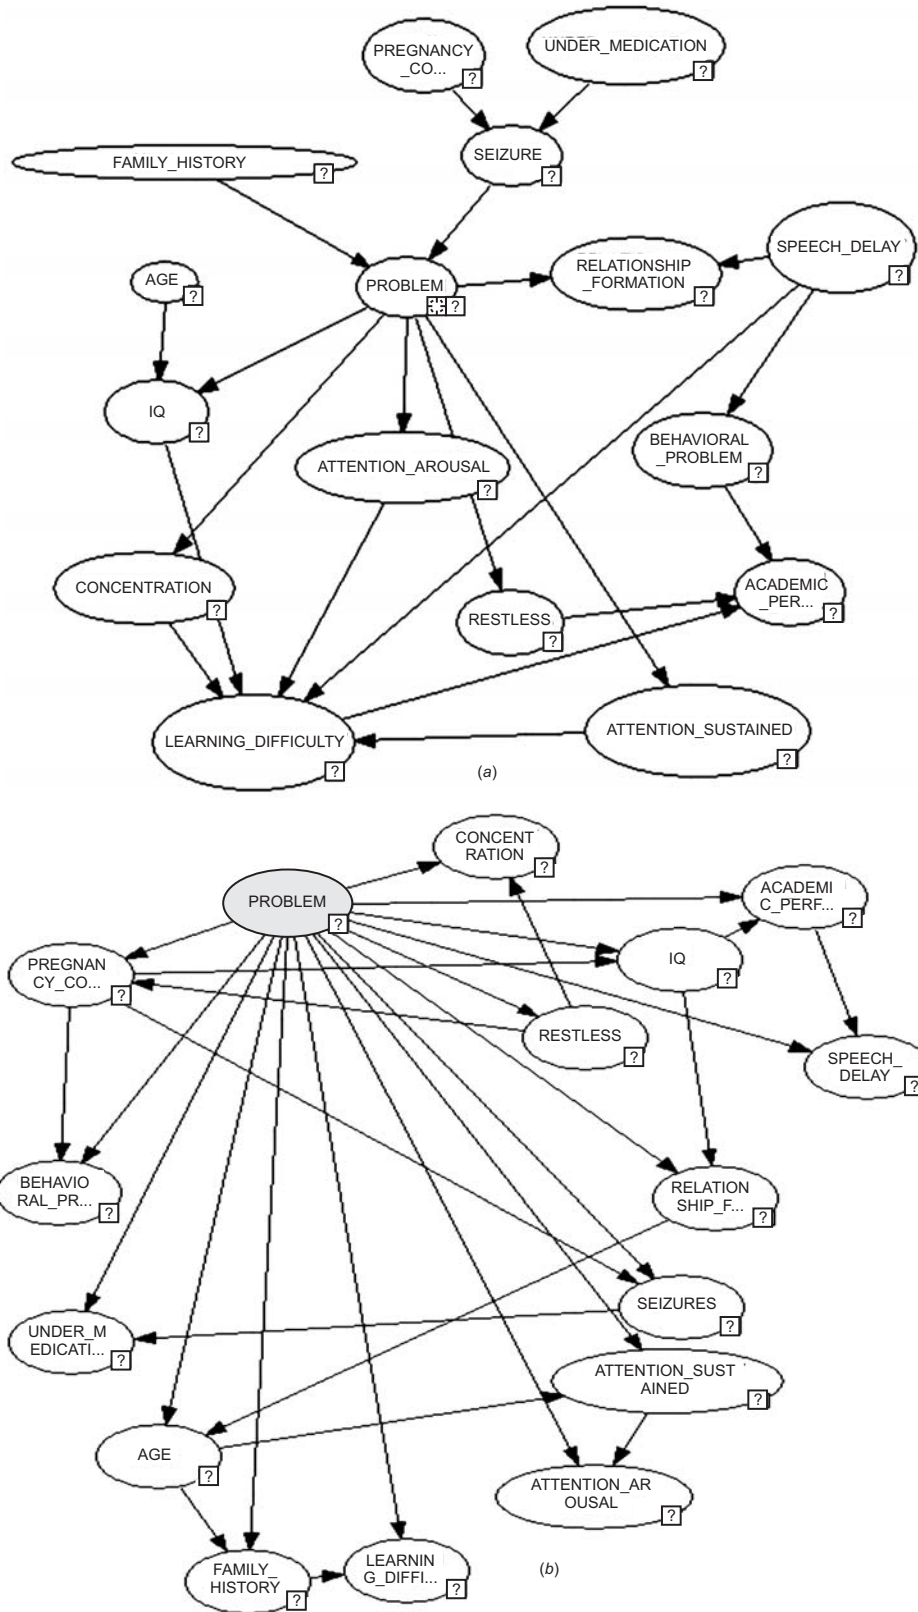 PREGNANCY
_CO...
?
UNDER_MEDICATION
?
SEIZURE
?
FAMILY_HISTORY
?
SPEECH_DELAY
?
RELATIONSHIP
_FORMATION
?
AGE
?
PROBLEM
?
IQ
?
BEHAVIORAL
_PROBLEM
?
ATTENTION_AROUSAL
?
CONCENTRATION
?
ACADEMIC
_PER...
?
RESTLESS
?
LEARNING_DIFFICULTY
?
ATTENTION_SUSTAINED
?
(a)
CONCENT
RATION
?
PROBLEM
?
ACADEMI
C_PERF...
?
PREGNAN
CY_CO...
?
IQ
?
RESTLESS
?
SPEECH_
DELAY
?
BEHAVIO
RAL_PR...
?
RELATION
SHIP_F...
?
SEIZURES
?
UNDER_M
EDICATI...
?
ATTENTION_SUST
AINED
?
AGE
?
ATTENTION_AR
OUSAL
?
FAMILY_
HISTORY
?
LEARNIN
G_DIFFI...
?
(b)